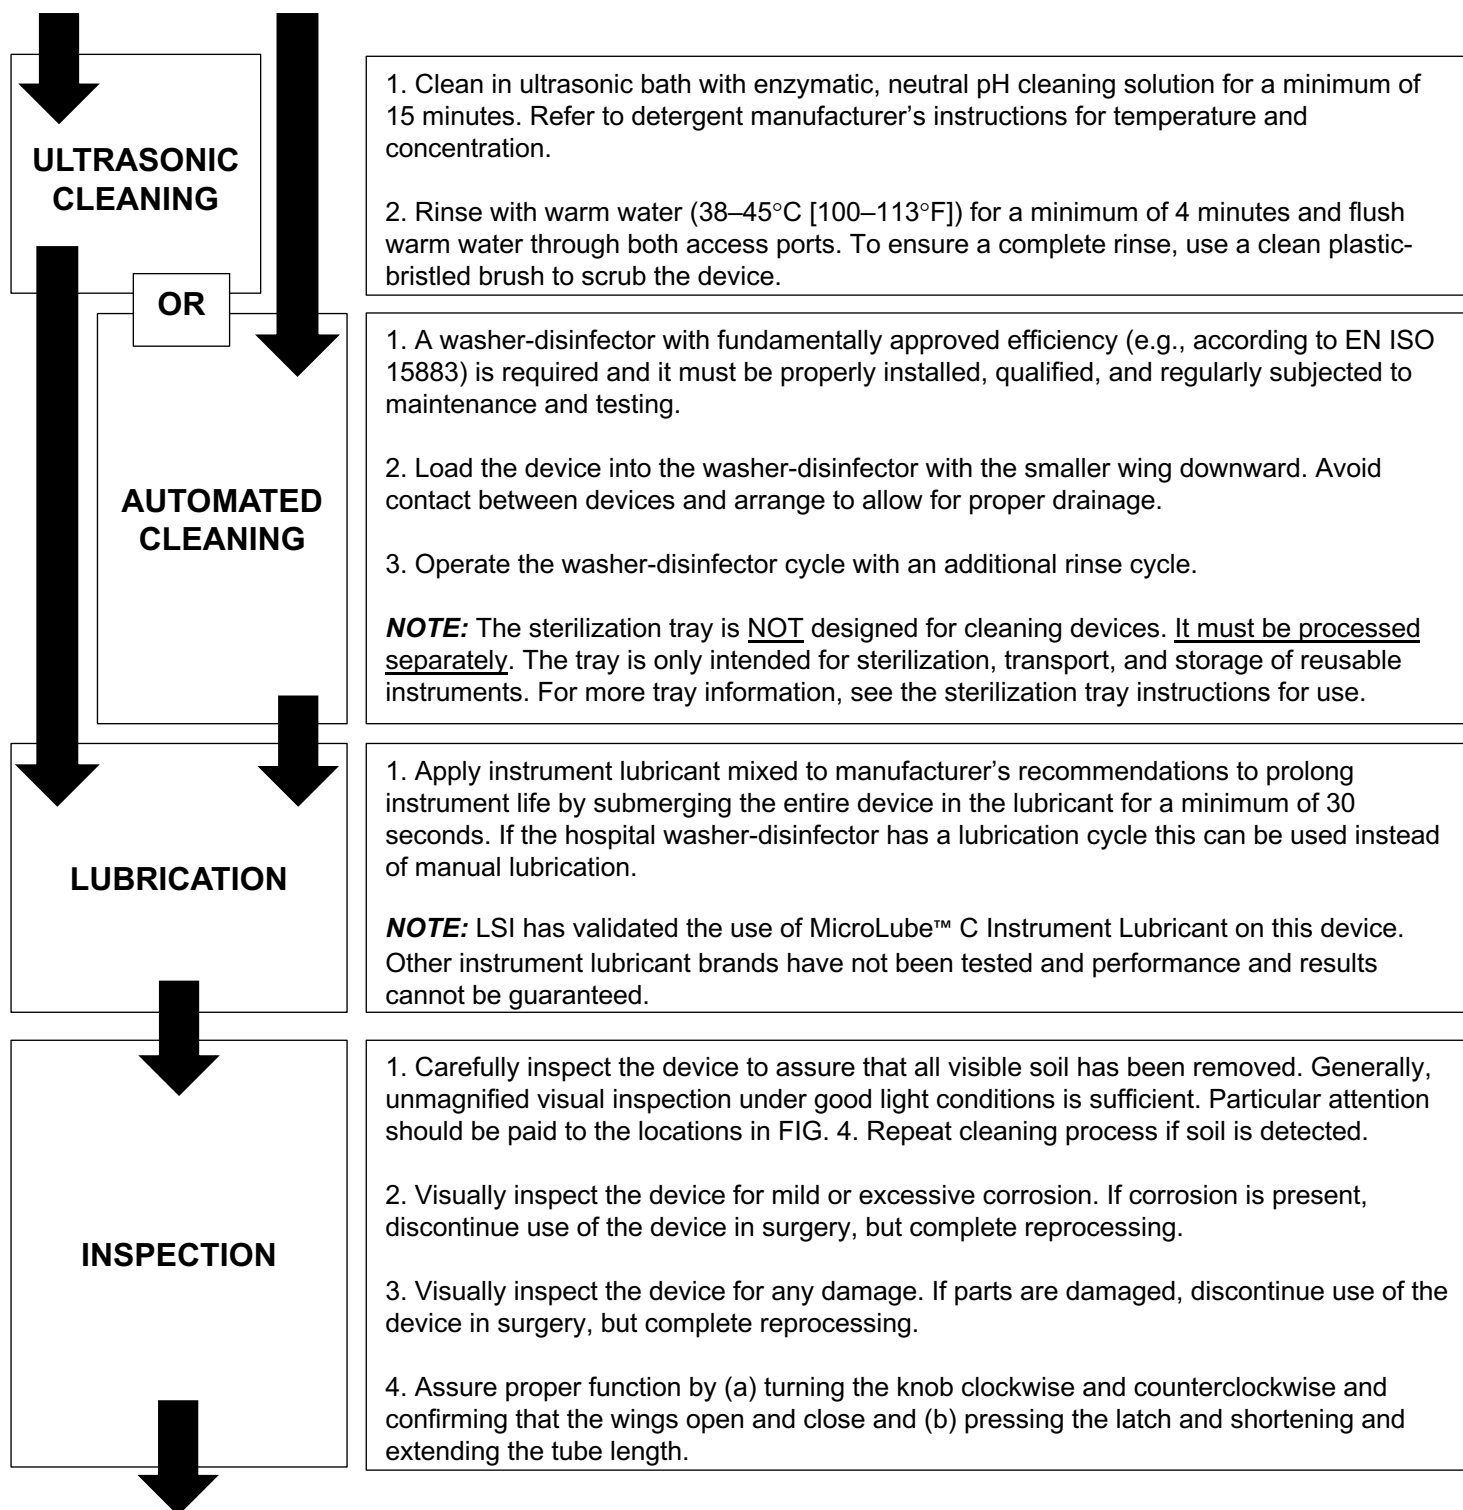 ULTRASONIC
CLEANING
1. Clean in ultrasonic bath with enzymatic, neutral pH cleaning solution for a minimum of
15 minutes. Refer to detergent manufacturer’s instructions for temperature and
concentration.
2. Rinse with warm water (38–45°C [100–113°F]) for a minimum of 4 minutes and flush
warm water through both access ports. To ensure a complete rinse, use a clean plastic-
bristled brush to scrub the device.
OR
AUTOMATED
CLEANING
1. A washer-disinfector with fundamentally approved efficiency (e.g., according to EN ISO
15883) is required and it must be properly installed, qualified, and regularly subjected to
maintenance and testing.
2. Load the device into the washer-disinfector with the smaller wing downward. Avoid
contact between devices and arrange to allow for proper drainage.
3. Operate the washer-disinfector cycle with an additional rinse cycle.
NOTE: The sterilization tray is NOT designed for cleaning devices. It must be processed
separately. The tray is only intended for sterilization, transport, and storage of reusable
instruments. For more tray information, see the sterilization tray instructions for use.
LUBRICATION
1. Apply instrument lubricant mixed to manufacturer’s recommendations to prolong
instrument life by submerging the entire device in the lubricant for a minimum of 30
seconds. If the hospital washer-disinfector has a lubrication cycle this can be used instead
of manual lubrication.
NOTE: LSI has validated the use of MicroLube™ C Instrument Lubricant on this device.
Other instrument lubricant brands have not been tested and performance and results
cannot be guaranteed.
INSPECTION
1. Carefully inspect the device to assure that all visible soil has been removed. Generally,
unmagnified visual inspection under good light conditions is sufficient. Particular attention
should be paid to the locations in FIG. 4. Repeat cleaning process if soil is detected.
2. Visually inspect the device for mild or excessive corrosion. If corrosion is present,
discontinue use of the device in surgery, but complete reprocessing.
3. Visually inspect the device for any damage. If parts are damaged, discontinue use of the
device in surgery, but complete reprocessing.
4. Assure proper function by (a) turning the knob clockwise and counterclockwise and
confirming that the wings open and close and (b) pressing the latch and shortening and
extending the tube length.